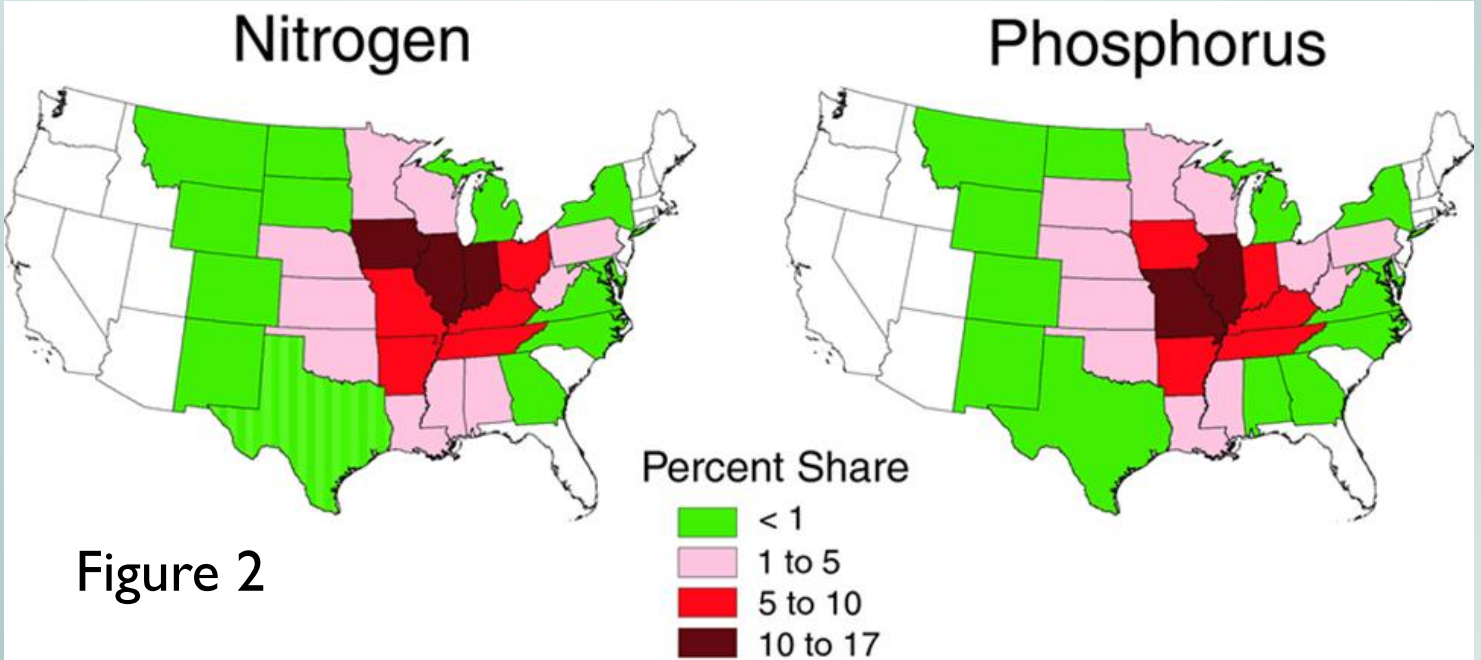 Nitrogen
Phosphorus
Percent Share
< 1
1 to 5
5 to 10
10 to 17
Figure 2